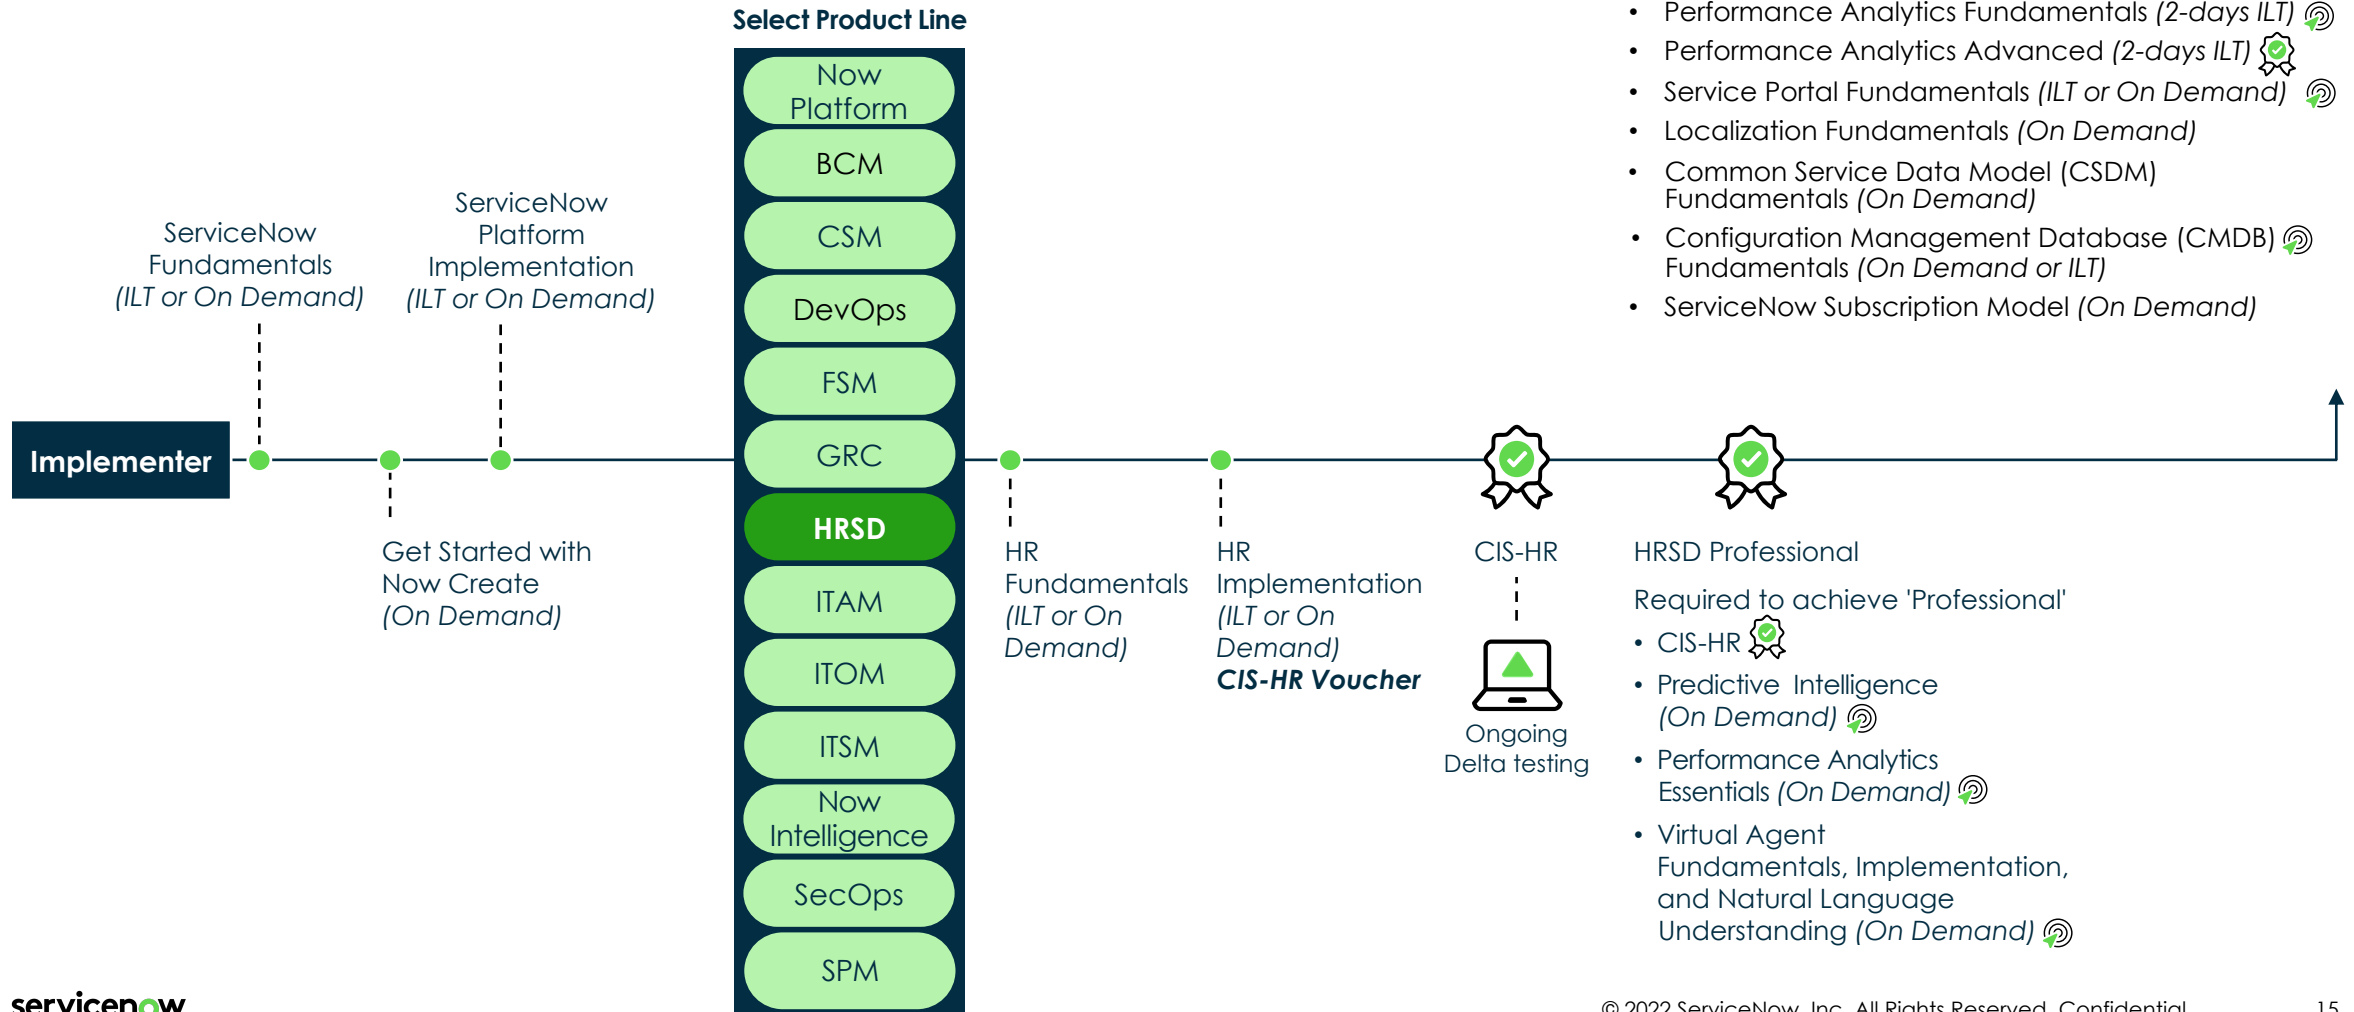 Select Product Line
Now
Platform
BCM
CSM
DevOps
FSM
GRC
HRSD
ITAM
ITOM
ITSM
Now
Intelligence
SecOps
SPM
Implementer
ServiceNow
Fundamentals
(ILT or On Demand)
Get Started with
Now Create
(On Demand)
ServiceNow
Platform
Implementation
(ILT or On Demand)
HR
Fundamentals
(ILT or On
Demand)
HR
Implementation
(ILT or On
Demand)
CIS-HR Voucher
CIS-HR
Ongoing
Delta testing
HRSD Professional
Required to achieve 'Professional'
• CIS-HR
• Predictive Intelligence
(On Demand)
• Performance Analytics
Essentials (On Demand)
• Virtual Agent
Fundamentals, Implementation,
and Natural Language
Understanding (On Demand)
• Performance Analytics Fundamentals (2-days ILT)
• Performance Analytics Advanced (2-days ILT)
• Service Portal Fundamentals (ILT or On Demand)
• Localization Fundamentals (On Demand)
• Common Service Data Model (CSDM)
Fundamentals (On Demand)
• Configuration Management Database (CMDB)
Fundamentals (On Demand or ILT)
• ServiceNow Subscription Model (On Demand)
servicenow
© 2022 ServiceNow, Inc. All Rights Reserved. Confidential.
15